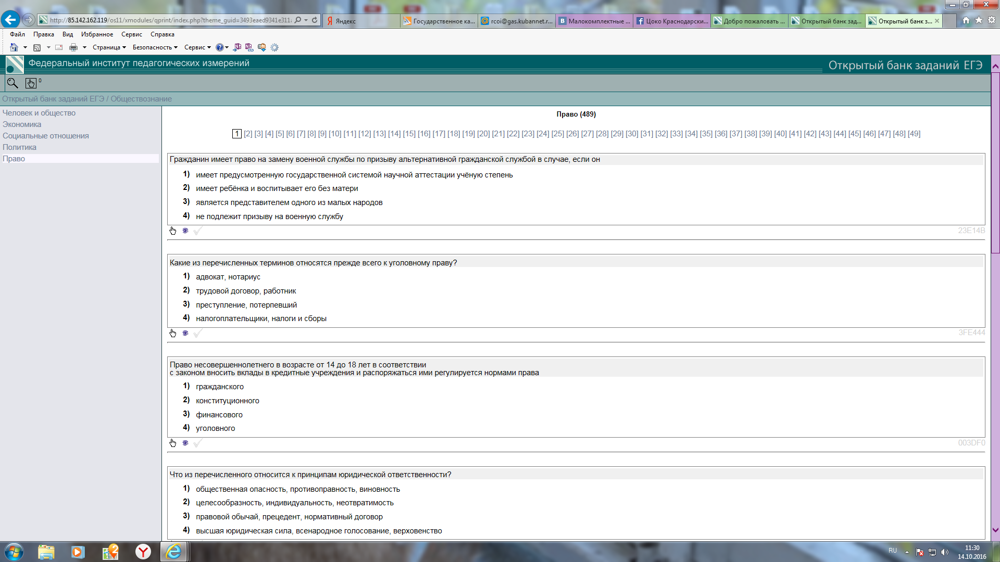 http://85.142.162.119/os11/xmodules/qprint/index.php?theme_guid=3493eaed9341e311
Яндекс
Государственное ка...
rcoi@gas.kubannet.r...
Малокомплектные ...
Цоко Краснодарски...
Добро пожаловать ...
Открытый банк зад...
Открытый банк з...
Файл Правка Вид Избранное Сервис Справка
Страница Безопасность Сервис
Федеральный институт педагогических измерений
Открытый банк заданий ЕГЭ
0
Открытый банк заданий ЕГЭ / Обществознание
Человек и общество
Экономика
Социальные отношения
Политика
Право
Право (489)
1 [2] [3] [4] [5] [6] [7] [8] [9] [10] [11] [12] [13] [14] [15] [16] [17] [18] [19] [20] [21] [22] [23] [24] [25] [26] [27] [28] [29] [30] [31] [32] [33] [34] [35] [36] [37] [38] [39] [40] [41] [42] [43] [44] [45] [46] [47] [48] [49]
Гражданин имеет право на замену военной службы по призыву альтернативной гражданской службой в случае, если он
1) имеет предусмотренную государственной системой научной аттестации учёную степень
2) имеет ребёнка и воспитывает его без матери
3) является представителем одного из малых народов
4) не подлежит призыву на военную службу
23E14B
Какие из перечисленных терминов относятся прежде всего к уголовному праву?
1) адвокат, нотариус
2) трудовой договор, работник
3) преступление, потерпевший
4) налогоплательщики, налоги и сборы
3FE444
Право несовершеннолетнего в возрасте от 14 до 18 лет в соответствии
с законом вносить вклады в кредитные учреждения и распоряжаться ими регулируется нормами права
1) гражданского
2) конституционного
3) финансового
4) уголовного
003DF0
Что из перечисленного относится к принципам юридической ответственности?
1) общественная опасность, противоправность, виновность
2) целесообразность, индивидуальность, неотвратимость
3) правовой обычай, прецедент, нормативный договор
4) высшая юридическая сила, всенародное голосование, верховенство
RU
11:30
14.10.2016